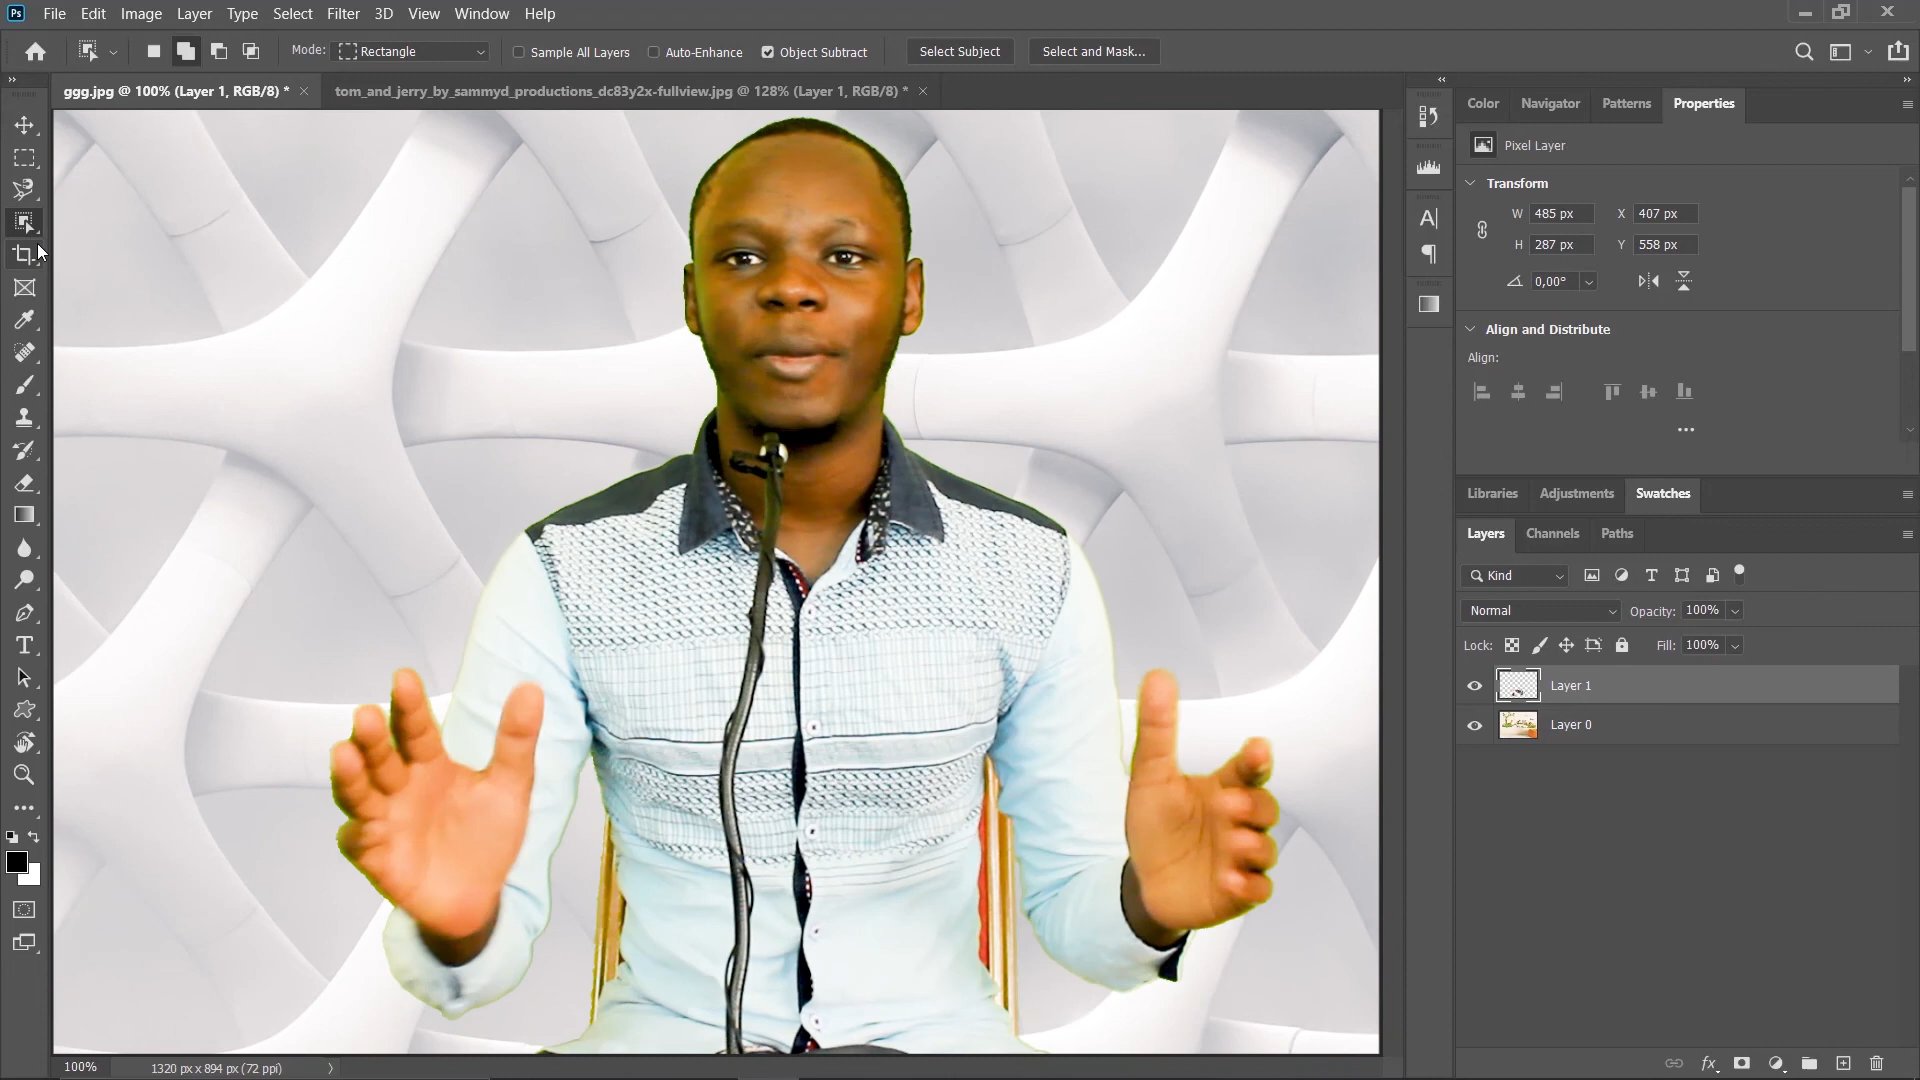 Ps File Edit Image Layer Type Select Filter 3D View Window Help
Mode: Rectangle Sample All Layers Auto-Enhance Object Subtract Select Subject Select and Mask...
ggg.jpg @ 100% (Layer 1, RGB/8) * tom_and_jerry_by_sammyd_productions_dc83y2x-fullview.jpg @ 128% (Layer 1, RGB/8) *
Color Navigator Patterns Properties
Pixel Layer
Transform
W 485 px X 407 px
H 287 px Y 558 px
0,00°
Align and Distribute
Align:
Libraries Adjustments Swatches
Layers Channels Paths
Kind
Normal Opacity: 100%
Lock: Fill: 100%
Layer 1
Layer 0
100% 1320 px x 894 px (72 ppi)